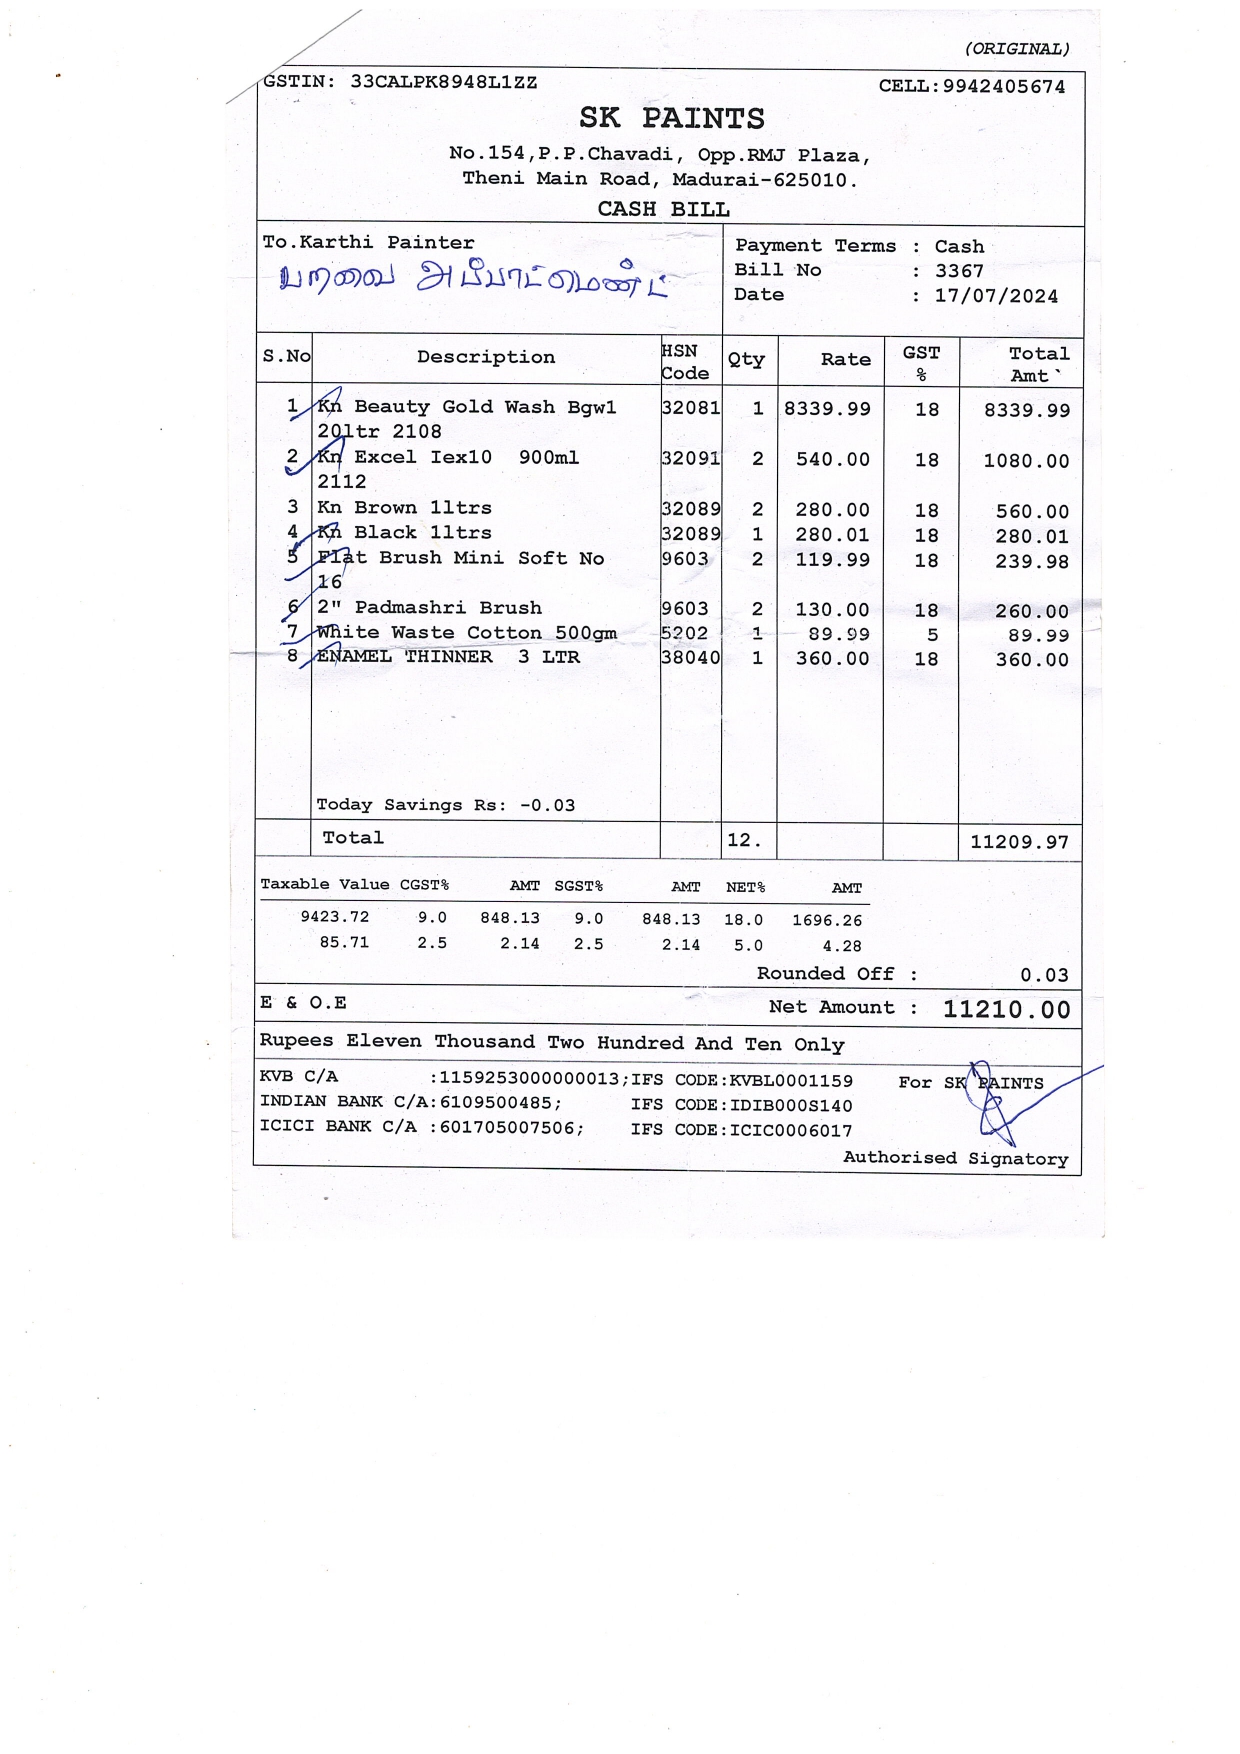 (ORIGINAL)
GSTIN: 33CALPK8948L1ZZ CELL:9942405674
SK PAINTS
No.154,P.P.Chavadi, Opp.RMJ Plaza,
Theni Main Road, Madurai-625010.
CASH BILL
To.Karthi Painter
பறவை அப்பாட்மெண்ட்
Payment Terms : Cash
Bill No : 3367
Date : 17/07/2024
S.No Description HSN Code Qty Rate GST % Total Amt`
1 Kn Beauty Gold Wash Bgw1 32081 1 8339.99 18 8339.99
20ltr 2108
2 Kn Excel Iex10 900ml 32091 2 540.00 18 1080.00
2112
3 Kn Brown 1ltrs 32089 2 280.00 18 560.00
4 Kn Black 1ltrs 32089 1 280.01 18 280.01
5 Flat Brush Mini Soft No 9603 2 119.99 18 239.98
16
6 2" Padmashri Brush 9603 2 130.00 18 260.00
7 White Waste Cotton 500gm 5202 1 89.99 5 89.99
8 ENAMEL THINNER 3 LTR 38040 1 360.00 18 360.00
Today Savings Rs: -0.03
Total 12. 11209.97
Taxable Value CGST% AMT SGST% AMT NET% AMT
9423.72 9.0 848.13 9.0 848.13 18.0 1696.26
85.71 2.5 2.14 2.5 2.14 5.0 4.28
Rounded Off : 0.03
E & O.E Net Amount : 11210.00
Rupees Eleven Thousand Two Hundred And Ten Only
KVB C/A :1159253000000013;IFS CODE:KVBL0001159 For SK PAINTS
INDIAN BANK C/A:6109500485; IFS CODE:IDIB000S140
ICICI BANK C/A :601705007506; IFS CODE:ICIC0006017
Authorised Signatory